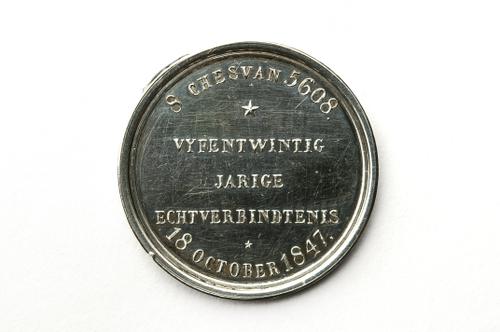 8 CHESVAN 5608
VYFENTWINTIG
JARIGE
ECHTVERBINDTENIS
18 OCTOBER 1847.